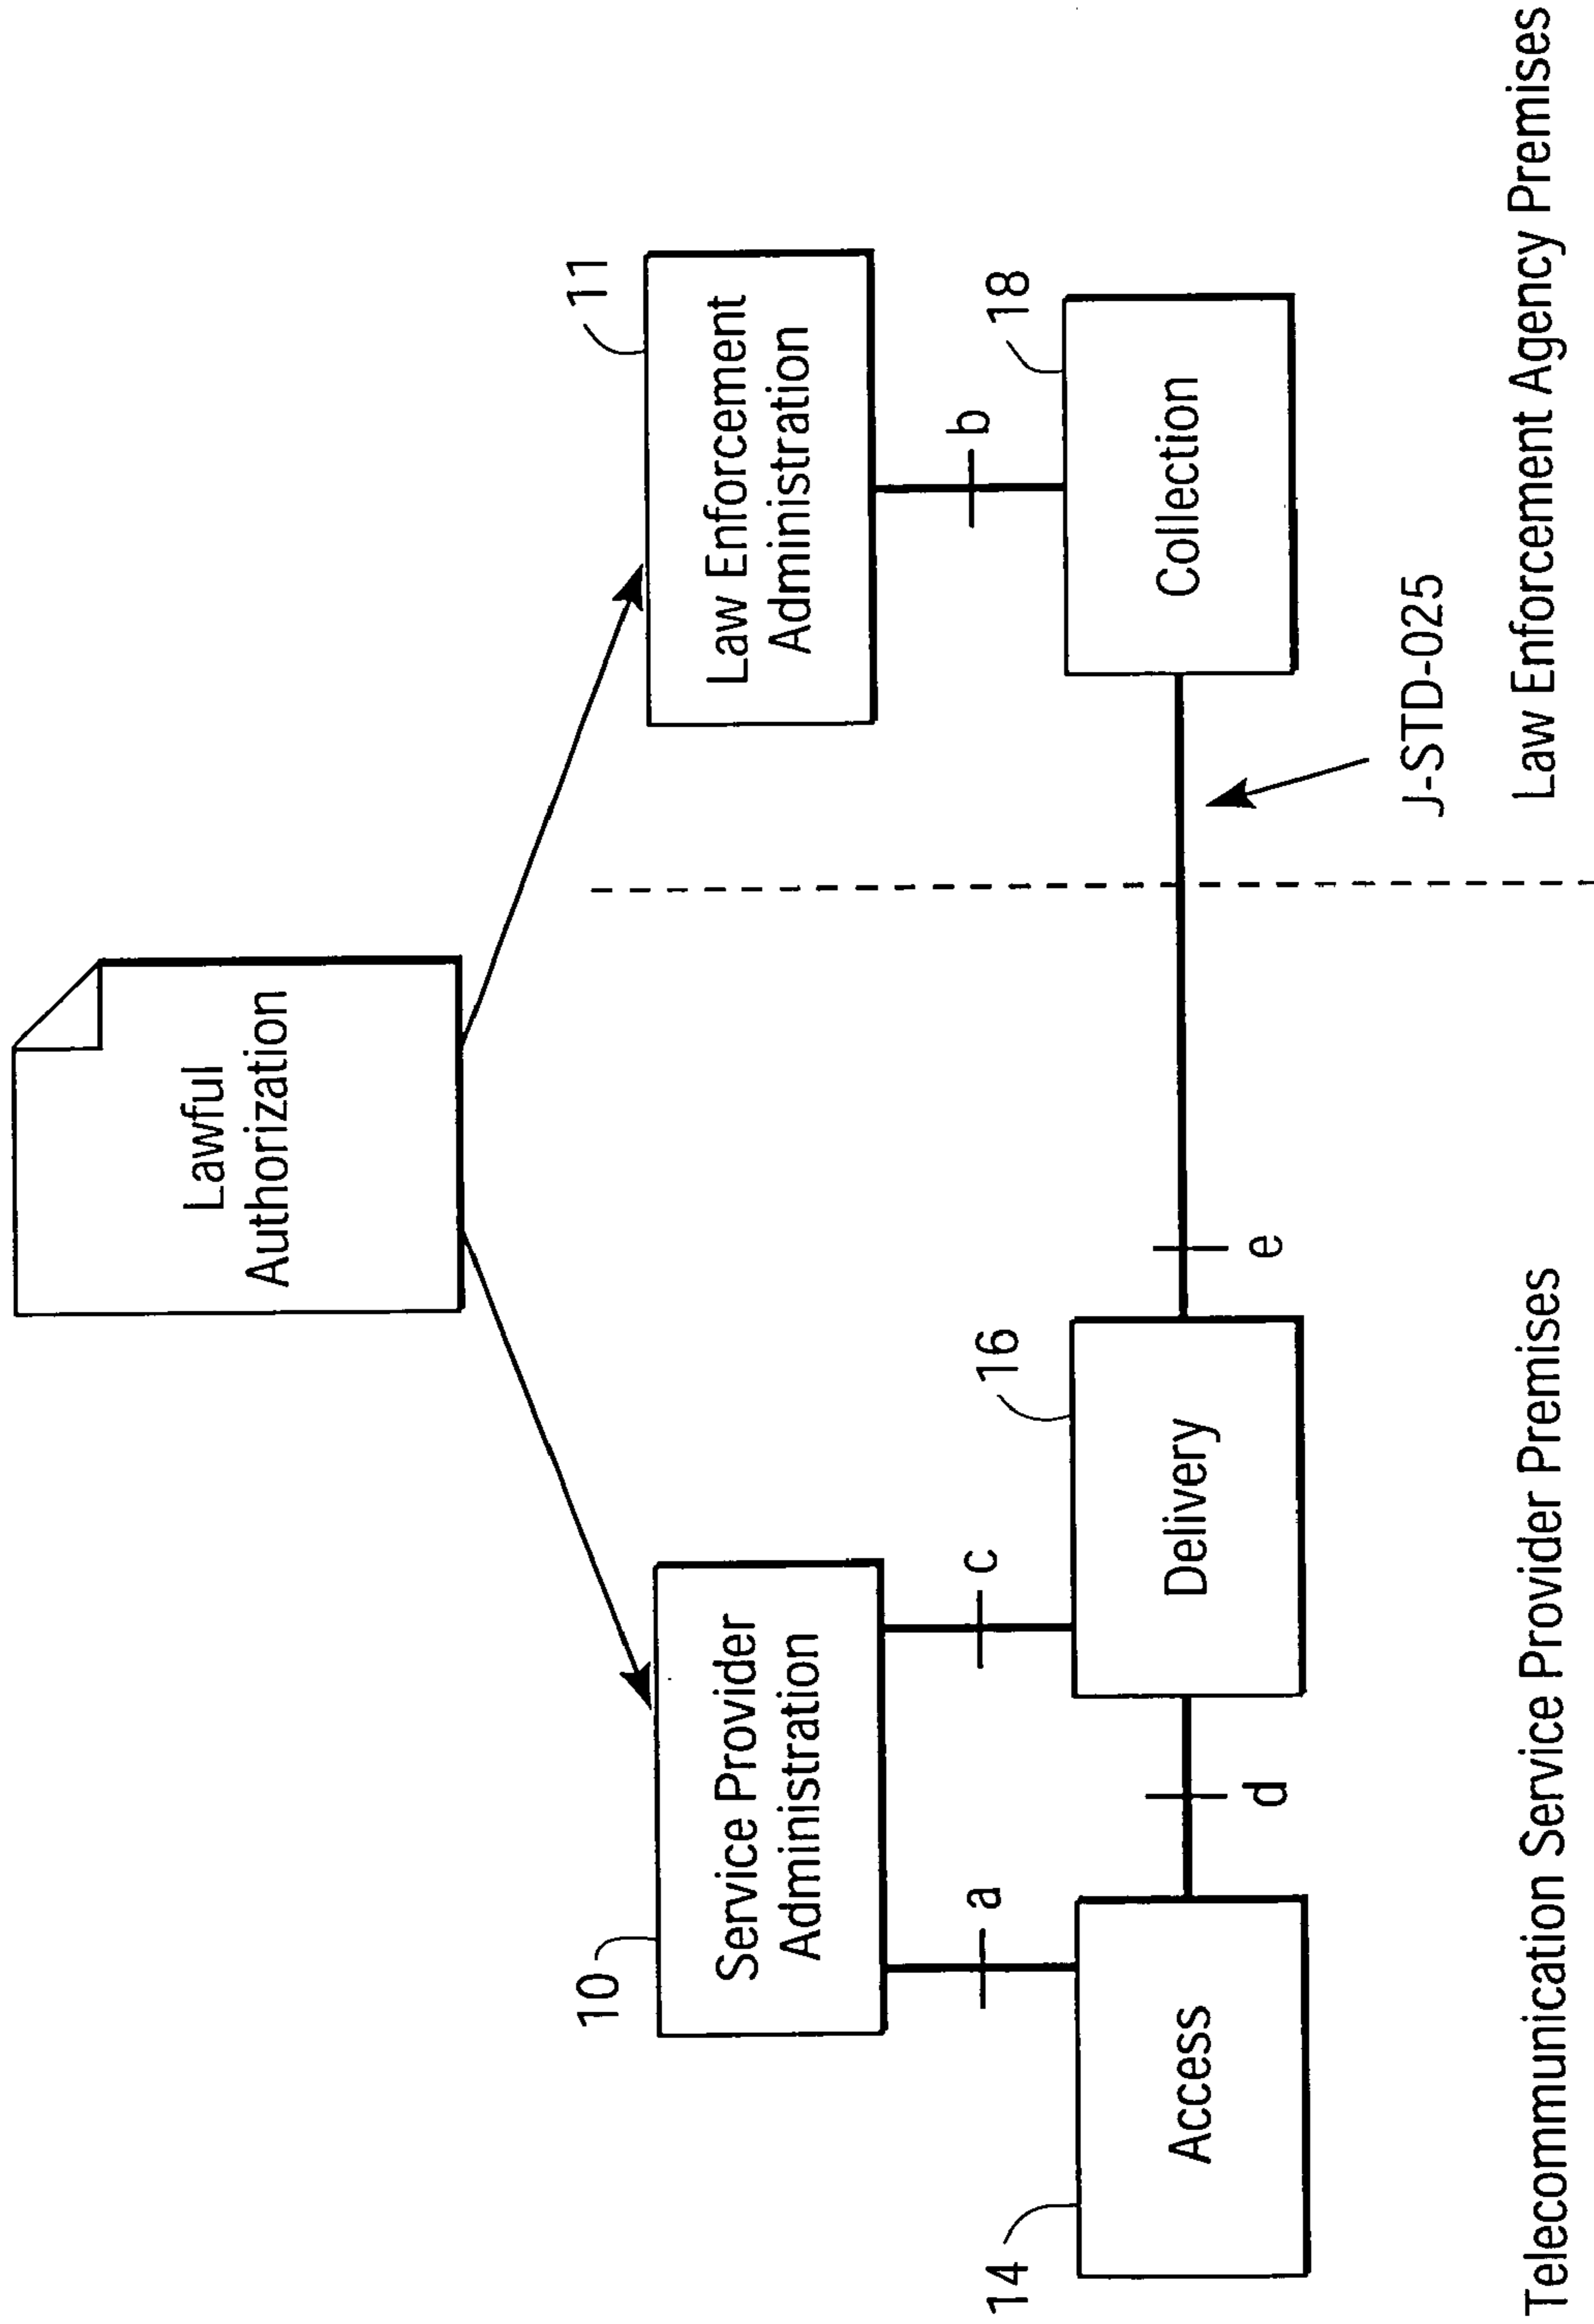 Lawful
Authorization
10
Service Provider
Administration
11
Law Enforcement
Administration
a
c
b
14
Access
d
16
Delivery
e
18
Collection
J-STD-025
Telecommunication Service Provider Premises
Law Enforcement Agency Premises